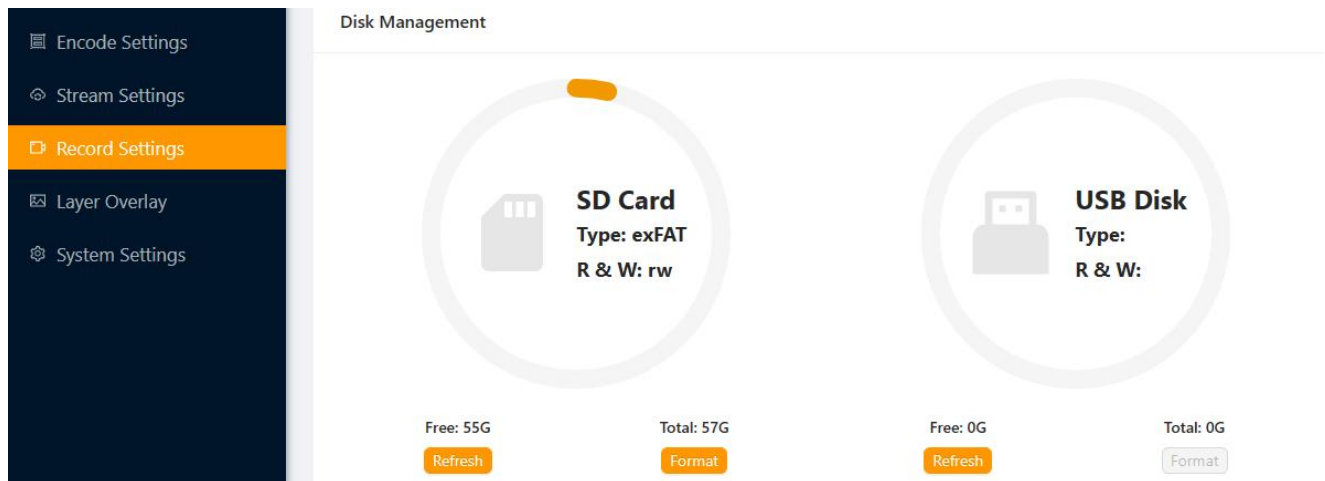 Encode Settings
Stream Settings
Record Settings
Layer Overlay
System Settings
Disk Management
SD Card
Type: exFAT
R & W: rw
Free: 55G
Total: 57G
Refresh
Format
USB Disk
Type:
R & W:
Free: 0G
Total: 0G
Refresh
Format